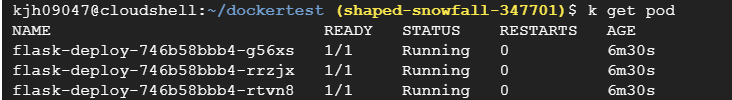 kjh09047@cloudshell:~/dockertest (shaped-snowfall-347701)$ k get pod
NAME READY STATUS RESTARTS AGE
flask-deploy-746b58bbb4-g56xs 1/1 Running 0 6m30s
flask-deploy-746b58bbb4-rrzjx 1/1 Running 0 6m30s
flask-deploy-746b58bbb4-rtvn8 1/1 Running 0 6m30s